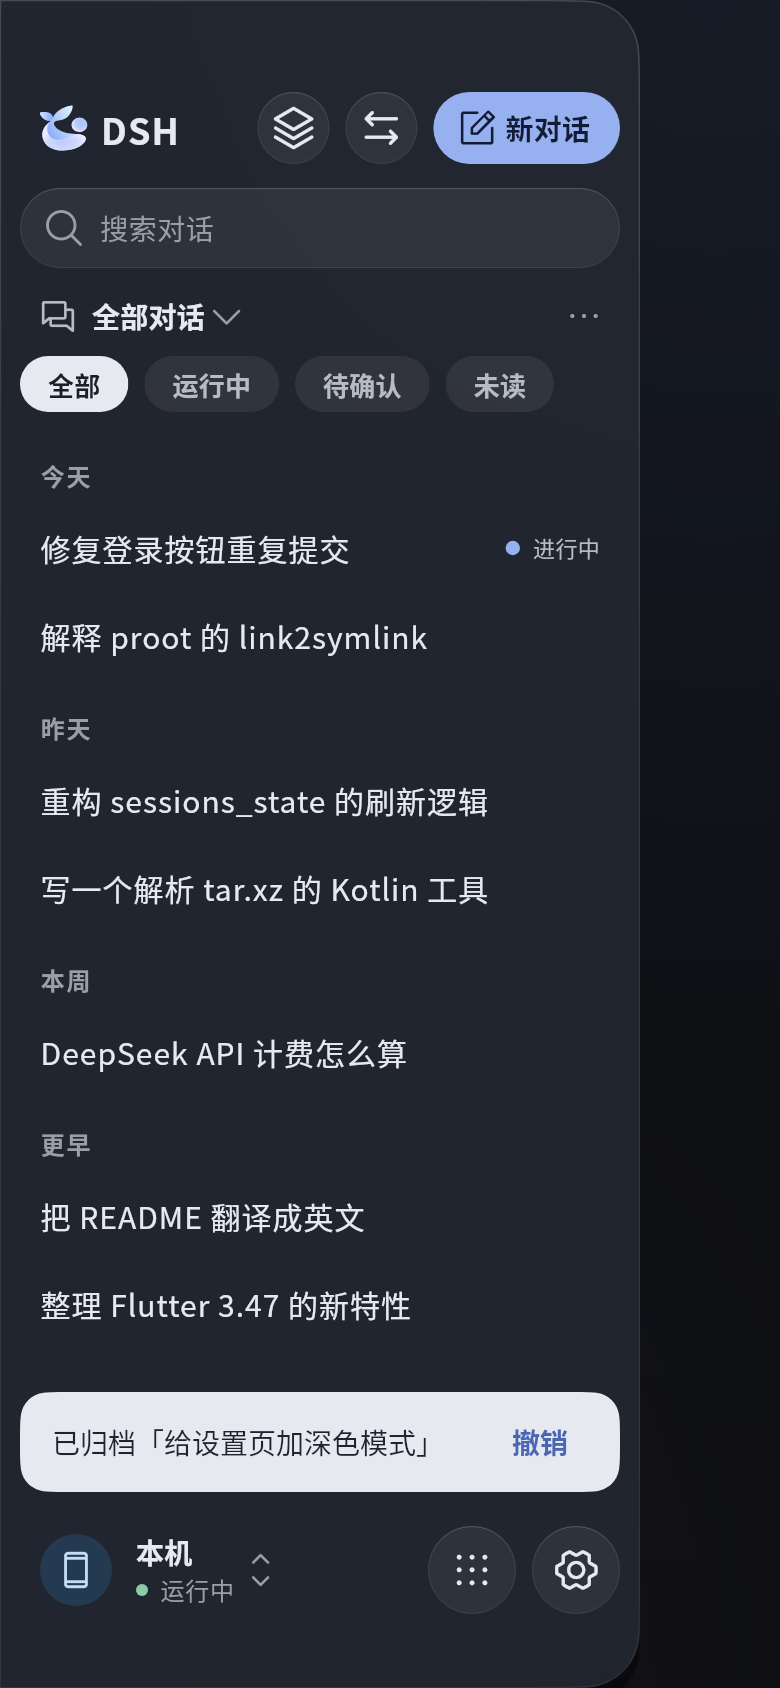 DSH
新对话
搜索对话
全部对话
全部 运行中 待确认 未读
今天
修复登录按钮重复提交 进行中
解释 proot 的 link2symlink
昨天
重构 sessions_state 的刷新逻辑
写一个解析 tar.xz 的 Kotlin 工具
本周
DeepSeek API 计费怎么算
更早
把 README 翻译成英文
整理 Flutter 3.47 的新特性
已归档「给设置页加深色模式」 撤销
本机
运行中